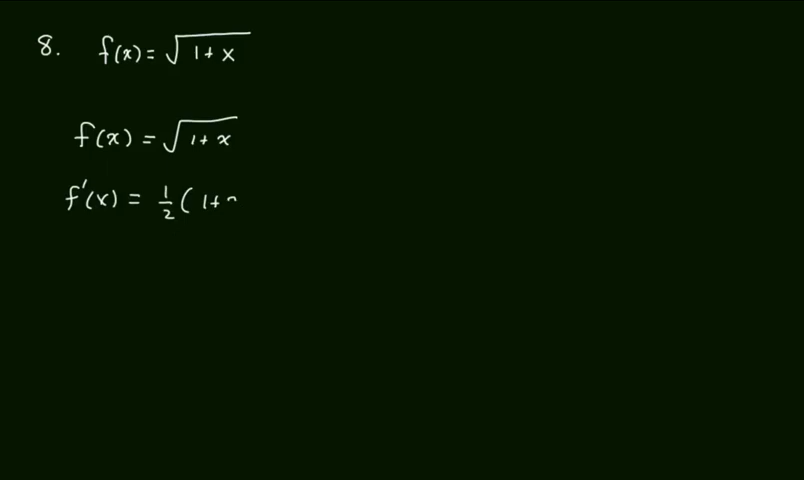 8. f(x) = √(1 + x)
f(x) = √(1 + x)
f'(x) = 1/2 ( 1+